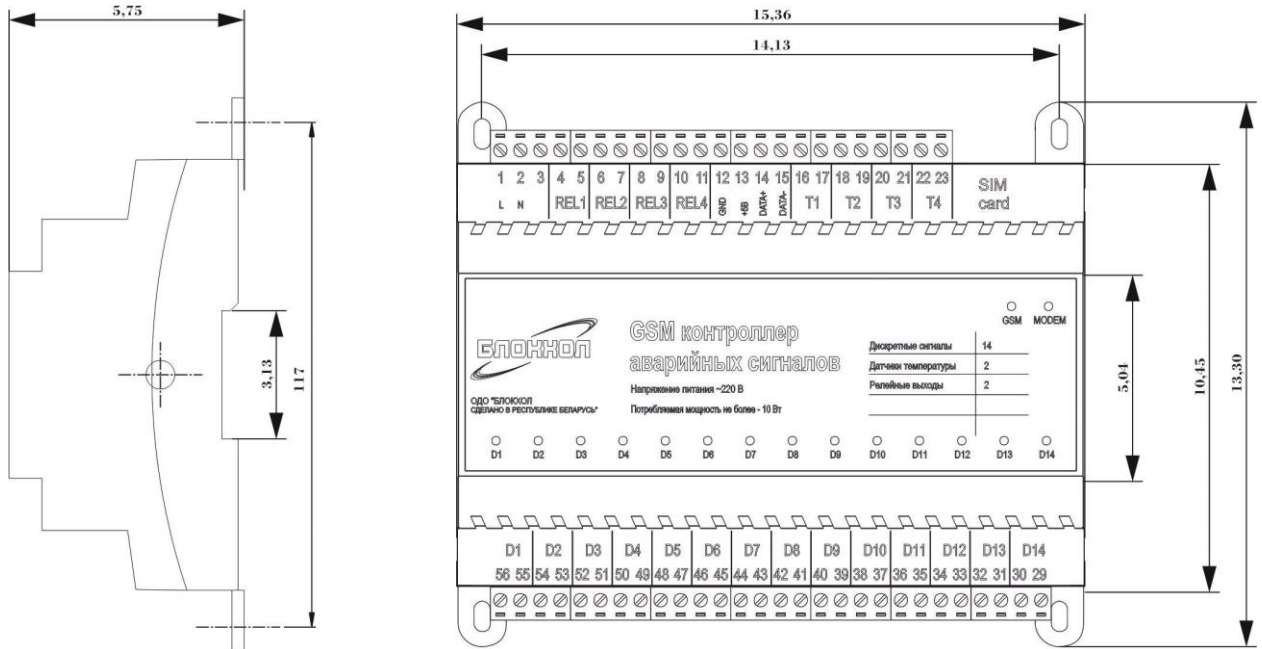 5,75
15,36
14,13
1 2 3 4 5 6 7 8 9 10 11 12 13 14 15 16 17 18 19 20 21 22 23
L N REL1 REL2 REL3 REL4 GND +5В DATA+ DATA- T1 T2 T3 T4
SIM
card
3,13
117
БЛОКХОЛ
ОДО "БЛОКХОЛ
СДЕЛАНО В РЕСПУБЛИКЕ БЕЛАРУСЬ"
GSM контроллер
аварийных сигналов
Напряжение питания ~220 В
Потребляемая мощность не более - 10 Вт
GSM MODEM
Дискретные сигналы 14
Датчики температуры 2
Релейные выходы 2
D1 D2 D3 D4 D5 D6 D7 D8 D9 D10 D11 D12 D13 D14
5,04
10,45
13,30
D1 D2 D3 D4 D5 D6 D7 D8 D9 D10 D11 D12 D13 D14
56 55 54 53 52 51 50 49 48 47 46 45 44 43 42 41 40 39 38 37 36 35 34 33 32 31 30 29